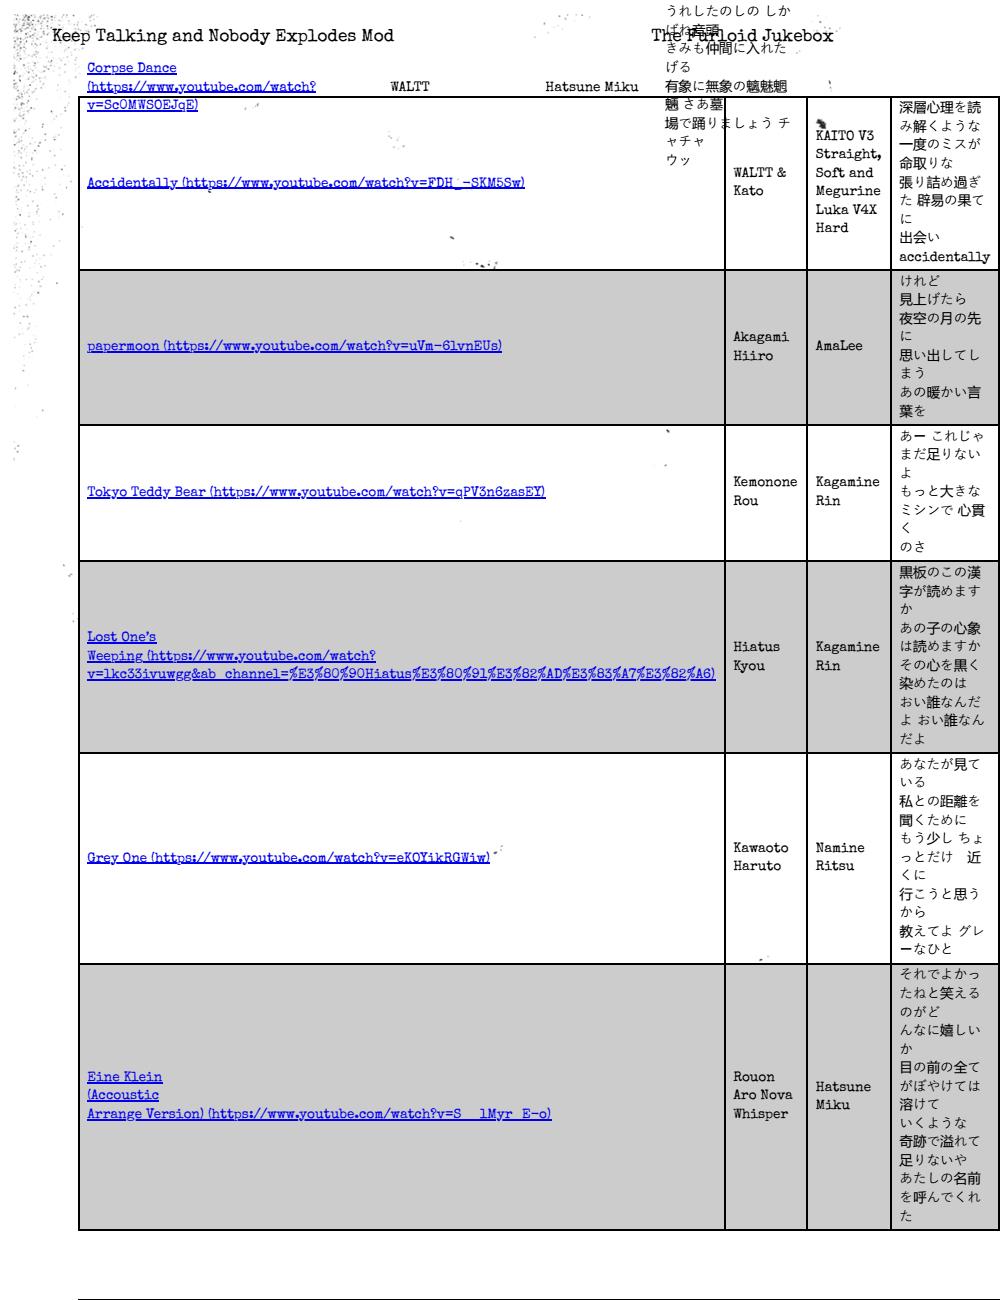 Keep Talking and Nobody Explodes Mod
The Furloid Jukebox
Corpse Dance
(https://www.youtube.com/watch?
v=Sc0MWSOEJqE)
WALTT
Hatsune Miku
うれしたのしの しか
ばね音頭
きみも仲間に入れた
げる
有象に無象の魑魅魍
魎 さあ墓
場で踊りましょう チ
ャチャ
ウッ
Accidentally (https://www.youtube.com/watch?v=FDH_-SKM5Sw)
WALTT &
Kato
KAITO V3
Straight,
Soft and
Megurine
Luka V4X
Hard
深層心理を読
み解くような
一度のミスが
命取りな
張り詰め過ぎ
た 辟易の果て
に
出会い
accidentally
papermoon (https://www.youtube.com/watch?v=uVm-61vnEUs)
Akagami
Hiiro
AmaLee
けれど
見上げたら
夜空の月の先
に
思い出してし
まう
あの暖かい言
葉を
Tokyo Teddy Bear (https://www.youtube.com/watch?v=qPV3n6zasEY)
Kemonone
Rou
Kagamine
Rin
あー これじゃ
まだ足りない
よ
もっと大きな
ミシンで 心貫
く
のさ
Lost One's
Weeping (https://www.youtube.com/watch?
v=1kc33ivuwgg&ab_channel=%E3%80%90Hiatus%E3%80%91%E3%82%AD%E3%83%A7%E3%82%A6)
Hiatus
Kyou
Kagamine
Rin
黒板のこの漢
字が読めます
か
あの子の心象
は読めますか
その心を黒く
染めたのは
おい誰なんだ
よ おい誰なん
だよ
Grey One (https://www.youtube.com/watch?v=eKOYikRGWiw)
Kawaoto
Haruto
Namine
Ritsu
あなたが見て
いる
私との距離を
聞くために
もう少し ちょ
っとだけ　近
くに
行こうと思う
から
教えてよ グレ
ーなひと
Eine Klein
(Accoustic
Arrange Version) (https://www.youtube.com/watch?v=S__1Myr_E-o)
Rouon
Aro Nova
Whisper
Hatsune
Miku
それでよかっ
たねと笑える
のがど
んなに嬉しい
か
目の前の全て
がぼやけては
溶けて
いくような
奇跡で溢れて
足りないや
あたしの名前
を呼んでくれ
た